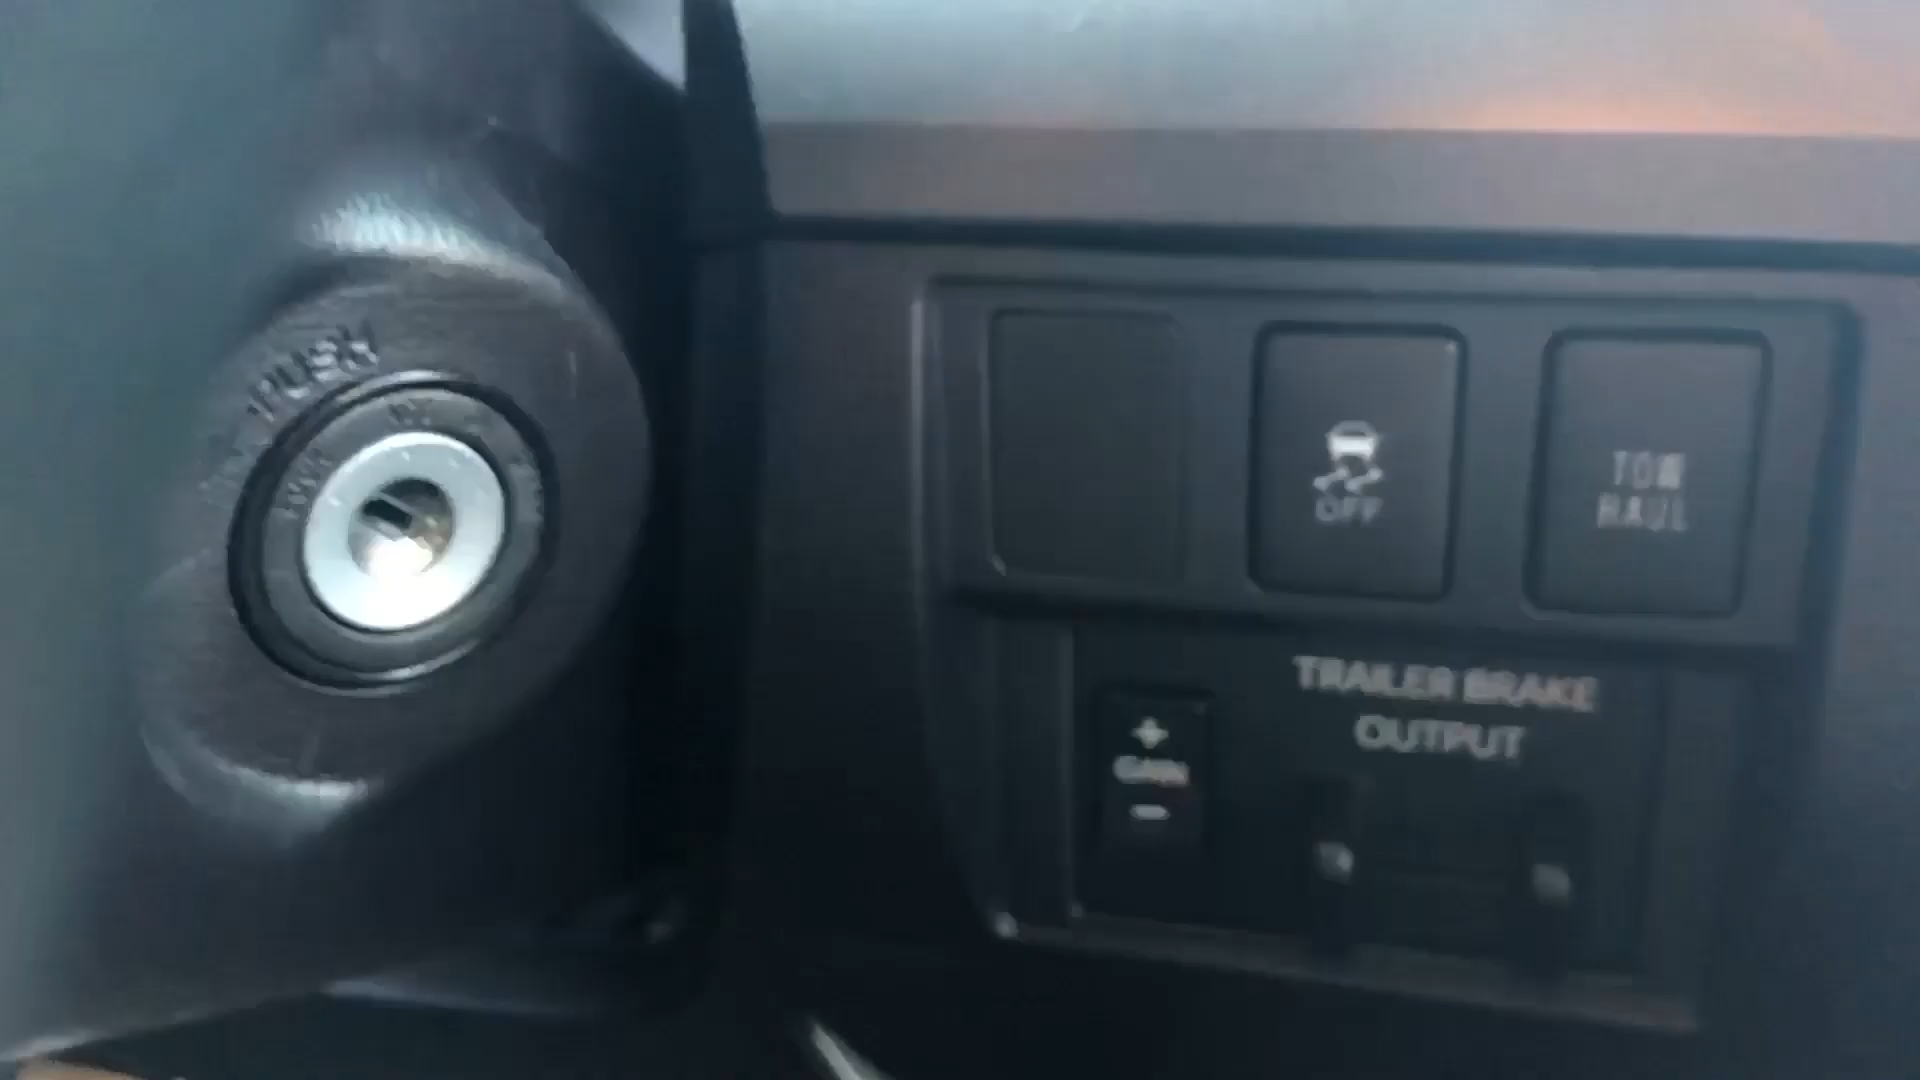 PUSH
OFF
TOW
HAUL
TRAILER BRAKE
OUTPUT
+
GAIN
-